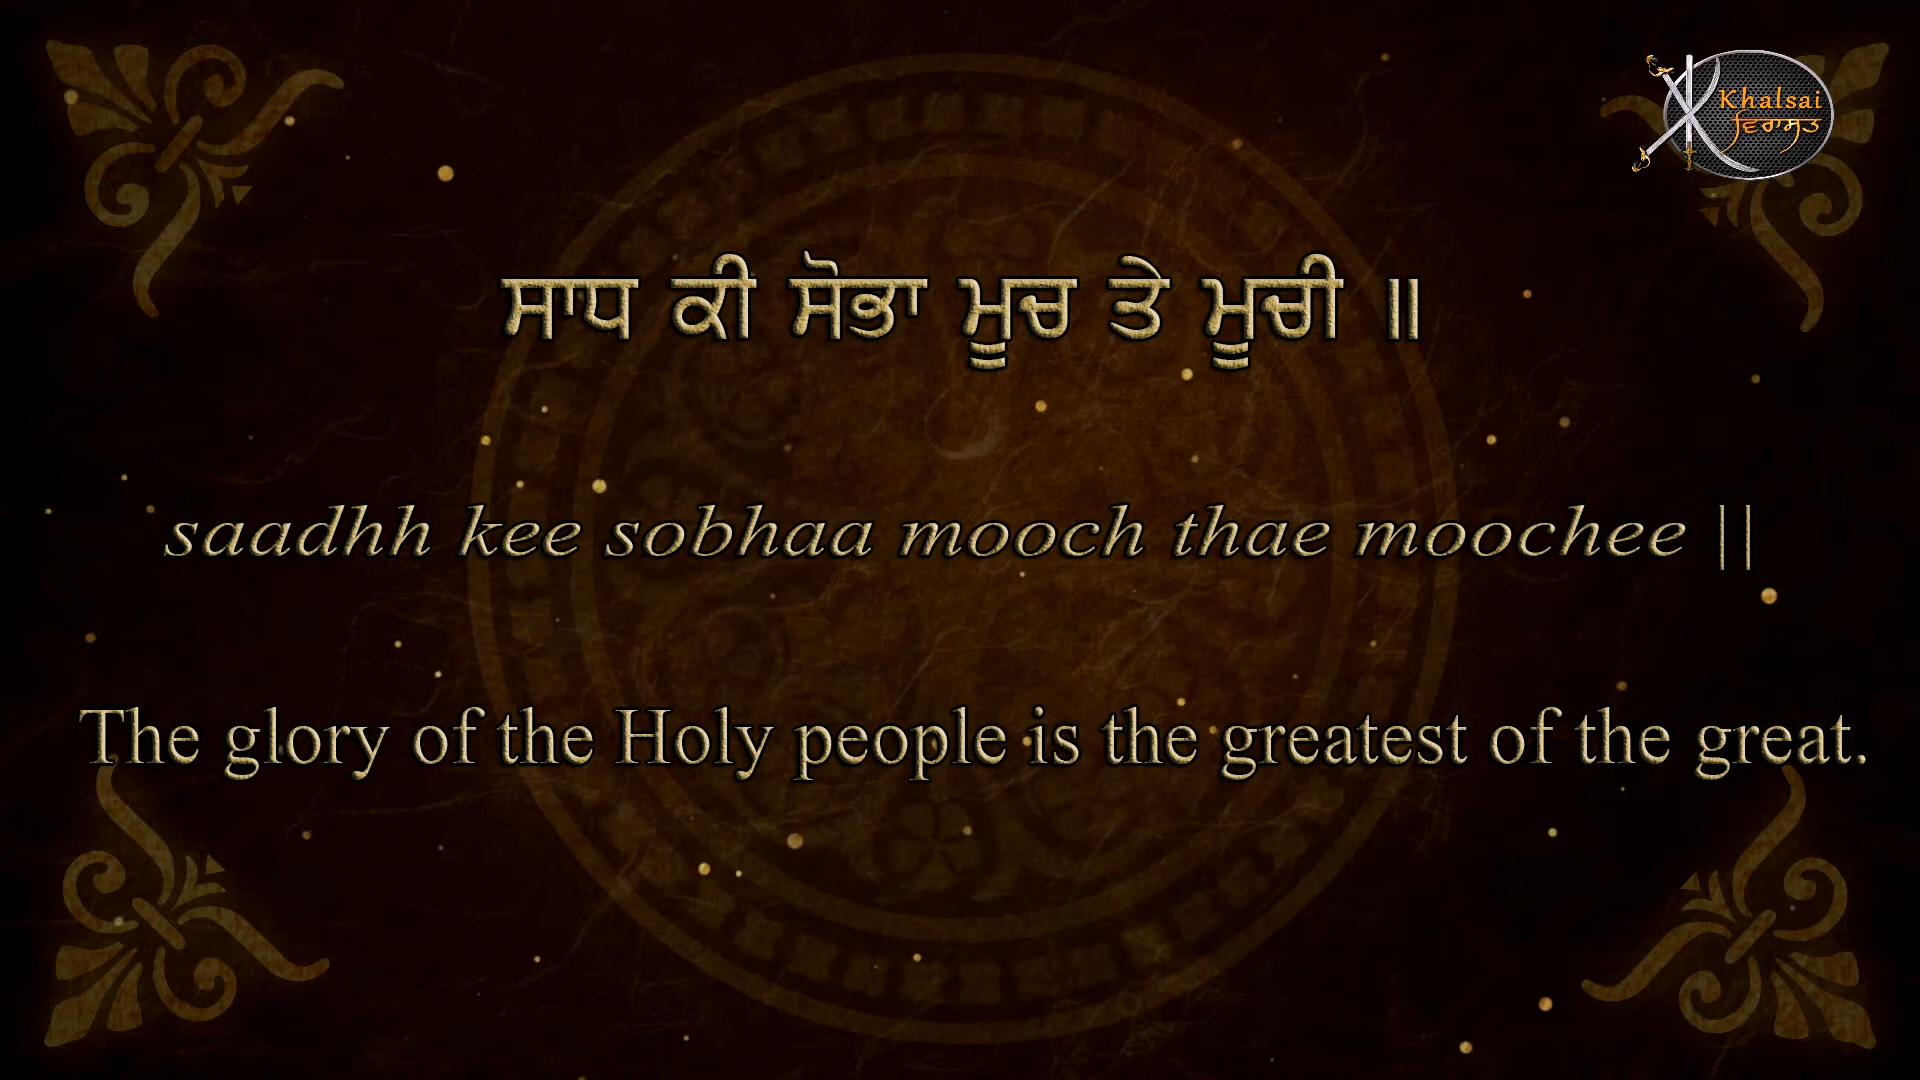 Khalsai
ਵਿਰਾਸਤ
ਸਾਧ ਕੀ ਸੋਭਾ ਮੂਚ ਤੇ ਮੂਚੀ ॥
saadhh kee sobhaa mooch thae moochee ||
The glory of the Holy people is the greatest of the great.